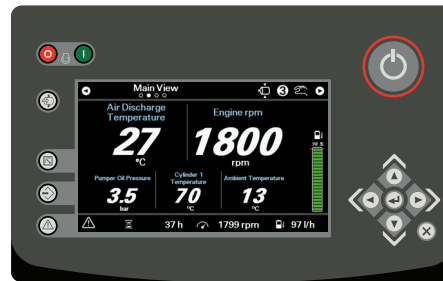 Main View
3
Air Discharge
Temperature
27
°C
Engine rpm
1800
rpm
Pumper Oil Pressure
3.5
bar
Cylinder 1
Temperature
70
°C
Ambient Temperature
13
°C
37 h
1799 rpm
97 l/h